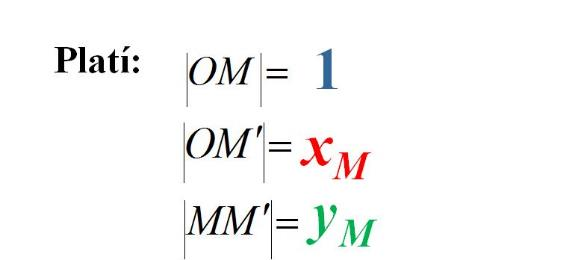 Platí: |OM| = 1
|OM'| = x_M
|MM'| = y_M